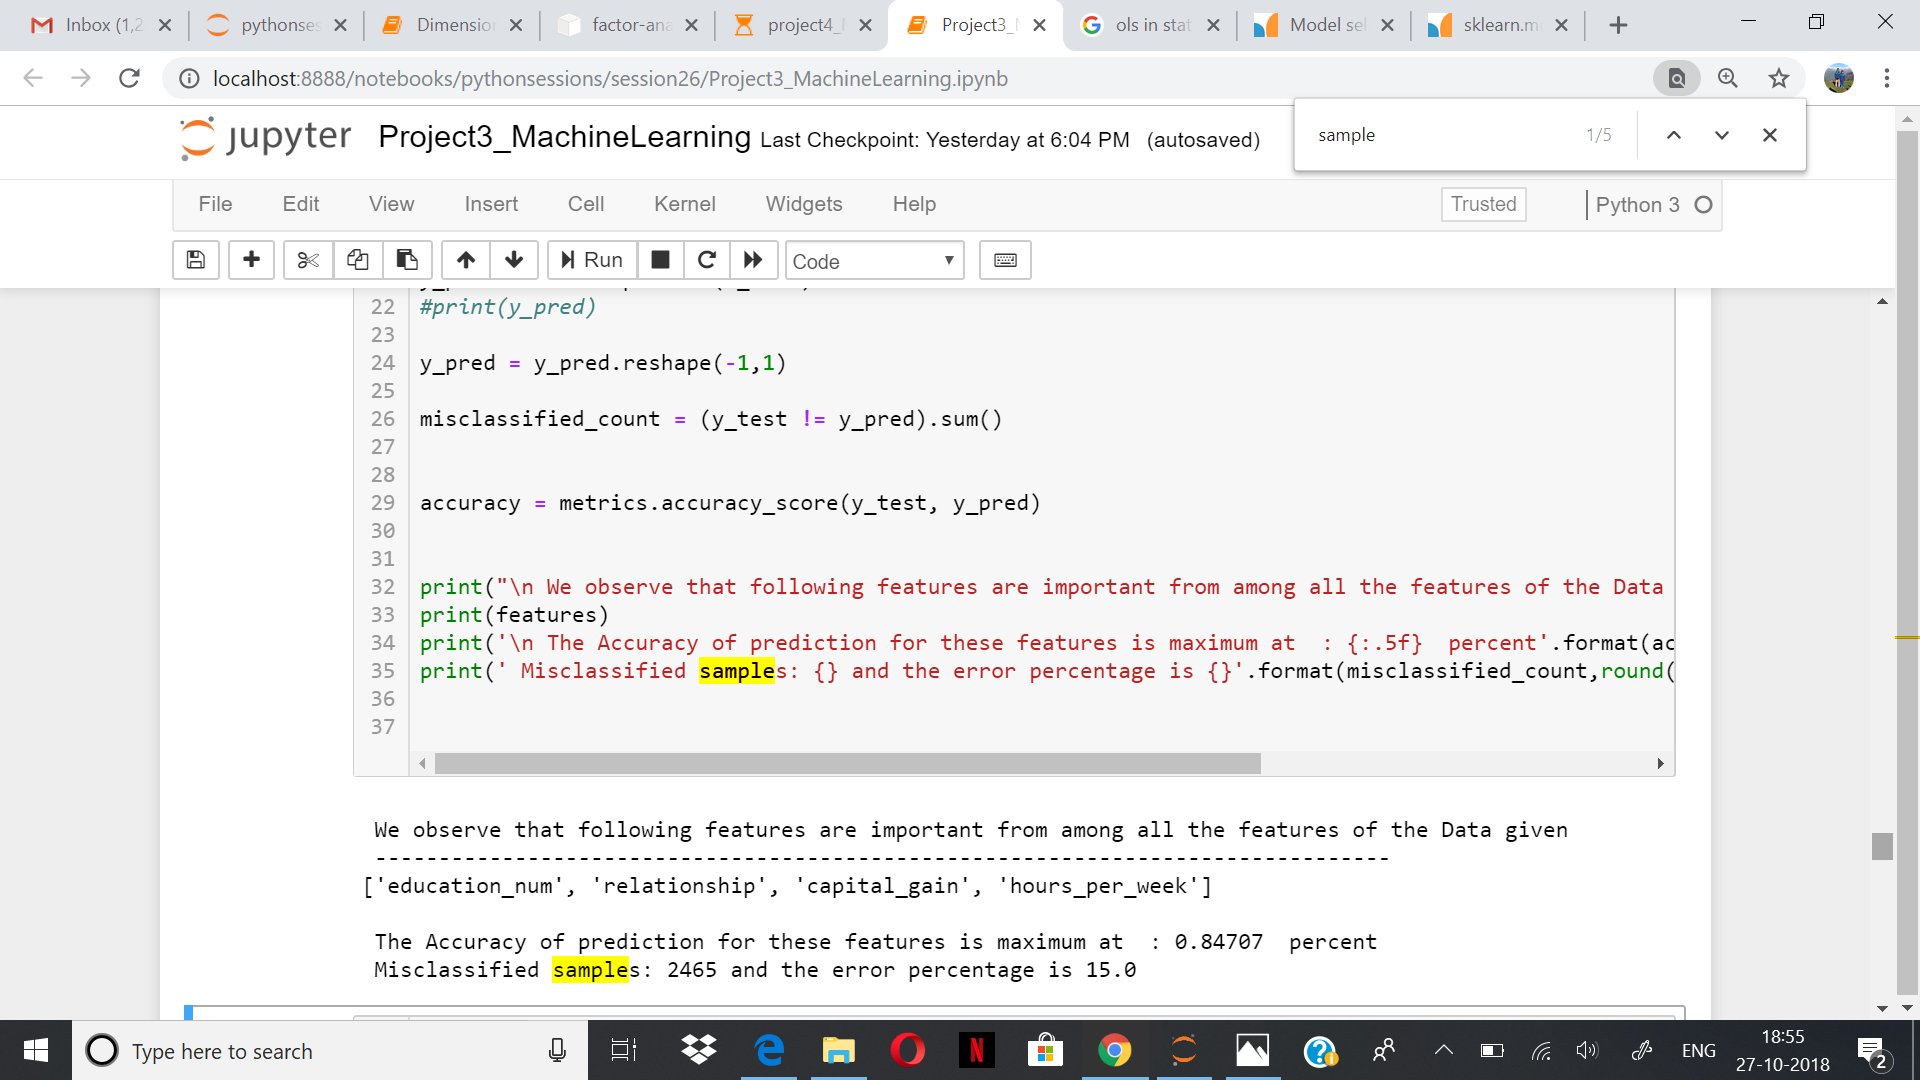 Inbox (1,2
pythonses
Dimension
factor-ana
project4_
Project3_
ols in stat
Model sel
sklearn.m
localhost:8888/notebooks/pythonsessions/session26/Project3_MachineLearning.ipynb
sample 1/5
jupyter Project3_MachineLearning Last Checkpoint: Yesterday at 6:04 PM (autosaved)
File Edit View Insert Cell Kernel Widgets Help Trusted Python 3
Run Code
22 #print(y_pred)
23
24 y_pred = y_pred.reshape(-1,1)
25
26 misclassified_count = (y_test != y_pred).sum()
27
28
29 accuracy = metrics.accuracy_score(y_test, y_pred)
30
31
32 print("\n We observe that following features are important from among all the features of the Data
33 print(features)
34 print('\n The Accuracy of prediction for these features is maximum at  : {:.5f}  percent'.format(ac
35 print(' Misclassified samples: {} and the error percentage is {}'.format(misclassified_count,round(
36
37
We observe that following features are important from among all the features of the Data given
--------------------------------------------------------------------------------
['education_num', 'relationship', 'capital_gain', 'hours_per_week']
The Accuracy of prediction for these features is maximum at  : 0.84707  percent
Misclassified samples: 2465 and the error percentage is 15.0
Type here to search
ENG
18:55
27-10-2018
2